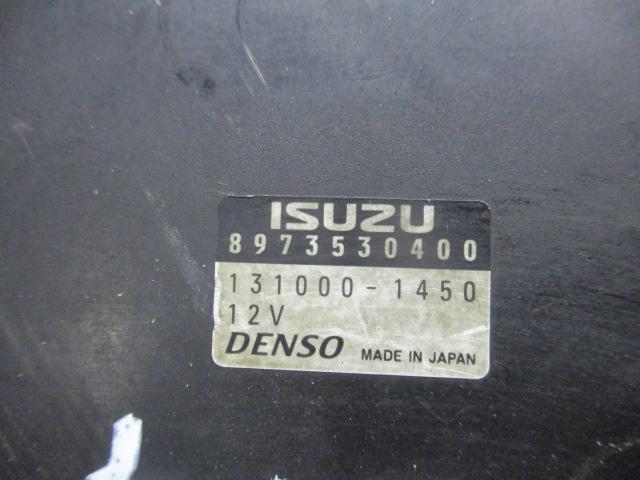 ISUZU
8973530400
131000-1450
12V
DENSO MADE IN JAPAN